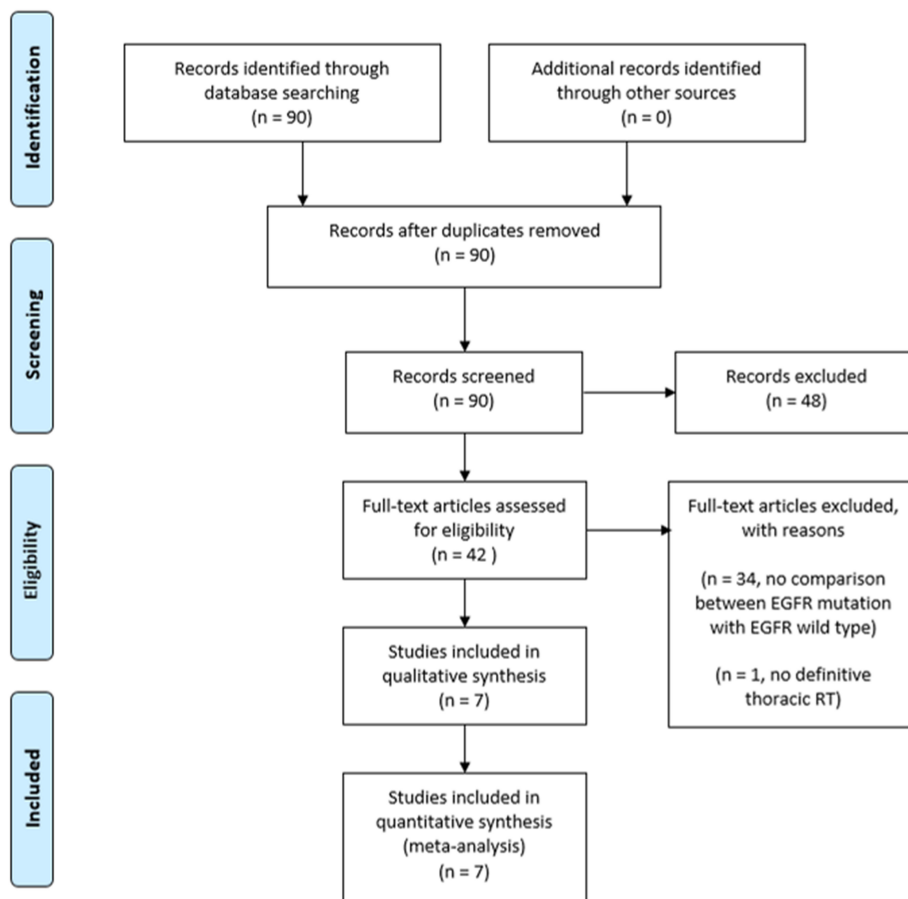 Identification
Records identified through
database searching
(n = 90)
Additional records identified
through other sources
(n = 0)
Records after duplicates removed
(n = 90)
Screening
Records screened
(n = 90)
Records excluded
(n = 48)
Eligibility
Full-text articles assessed
for eligibility
(n = 42 )
Full-text articles excluded,
with reasons
(n = 34, no comparison
between EGFR mutation
with EGFR wild type)
(n = 1, no definitive
thoracic RT)
Studies included in
qualitative synthesis
(n = 7)
Included
Studies included in
quantitative synthesis
(meta-analysis)
(n = 7)